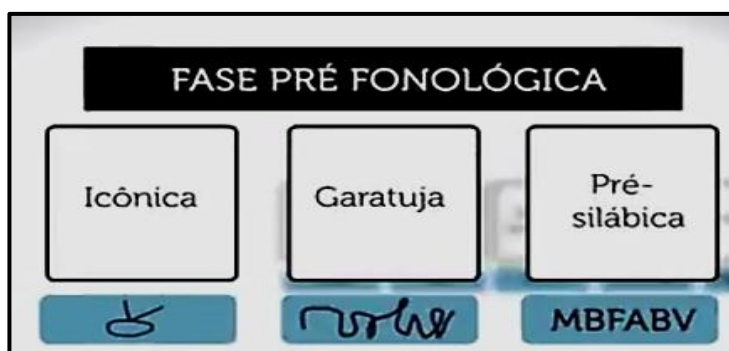 FASE PRÉ FONOLÓGICA
Icônica
Garatuja
Pré-
silábica
MBFABV